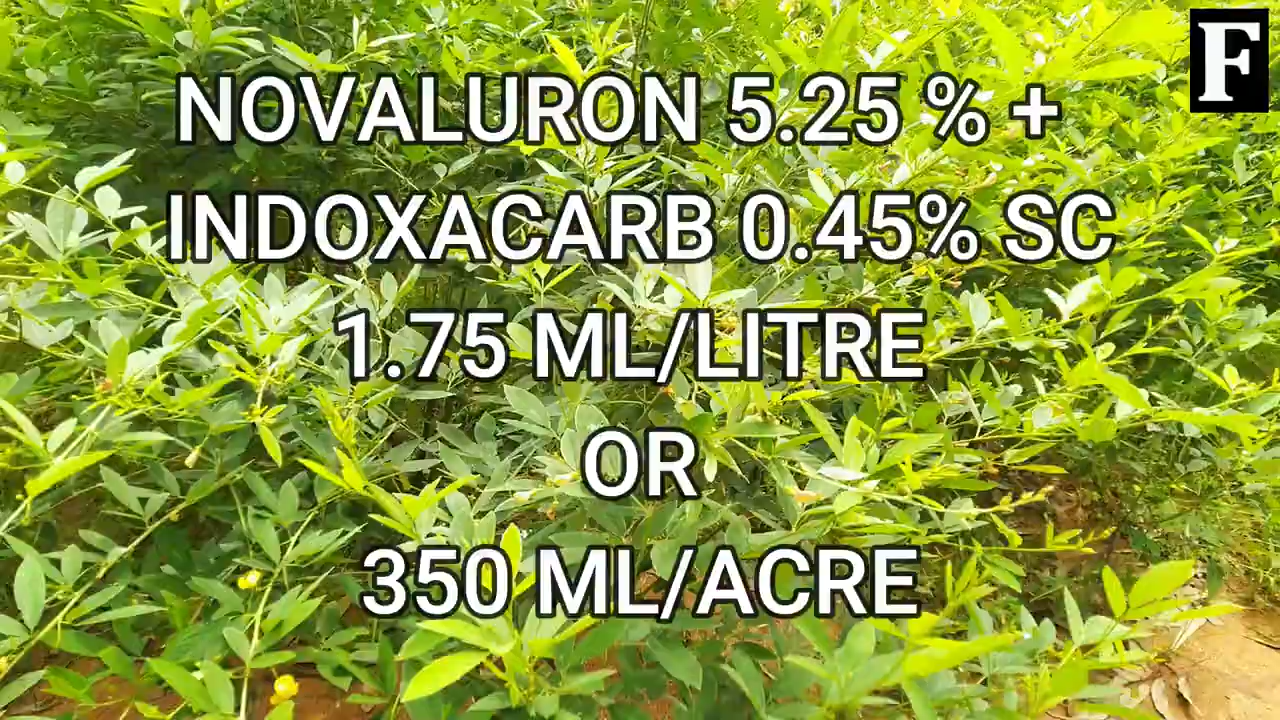 F
NOVALURON 5.25 % +
INDOXACARB 0.45% SC
1.75 ML/LITRE
OR
350 ML/ACRE